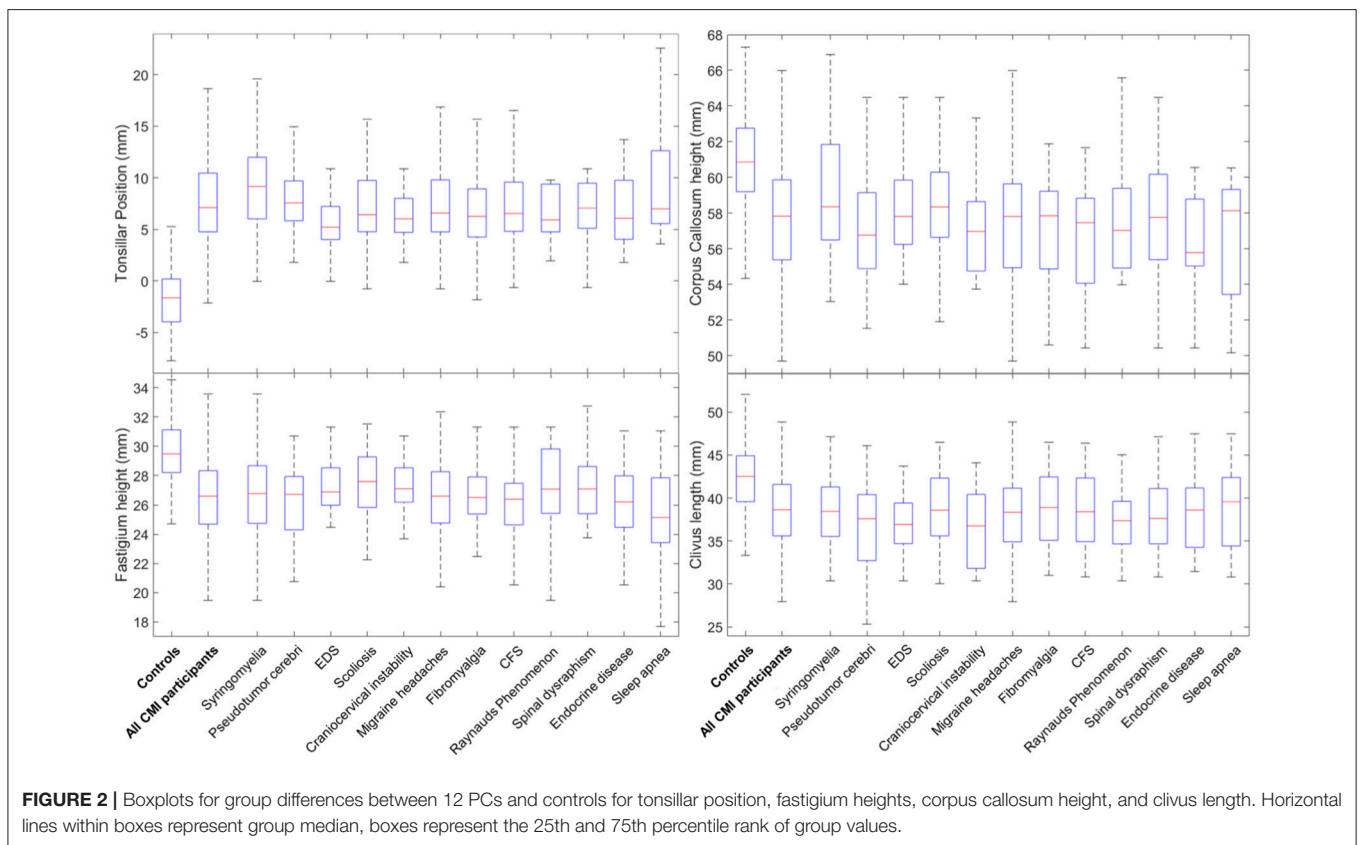 Tonsillar Position (mm)
20
15
10
5
0
-5
Corpus Callosum height (mm)
68
66
64
62
60
58
56
54
52
50
Fastigium height (mm)
34
32
30
28
26
24
22
20
18
Clivus length (mm)
50
45
40
35
30
25
Controls
All CMI participants
Syringomyelia
Pseudotumor cerebri
EDS
Scoliosis
Craniocervical instability
Migraine headaches
Fibromyalgia
CFS
Raynauds Phenomenon
Spinal dysraphism
Endocrine disease
Sleep apnea
Controls
All CMI participants
Syringomyelia
Pseudotumor cerebri
EDS
Scoliosis
Craniocervical instability
Migraine headaches
Fibromyalgia
CFS
Raynauds Phenomenon
Spinal dysraphism
Endocrine disease
Sleep apnea
FIGURE 2 | Boxplots for group differences between 12 PCs and controls for tonsillar position, fastigium heights, corpus callosum height, and clivus length. Horizontal
lines within boxes represent group median, boxes represent the 25th and 75th percentile rank of group values.